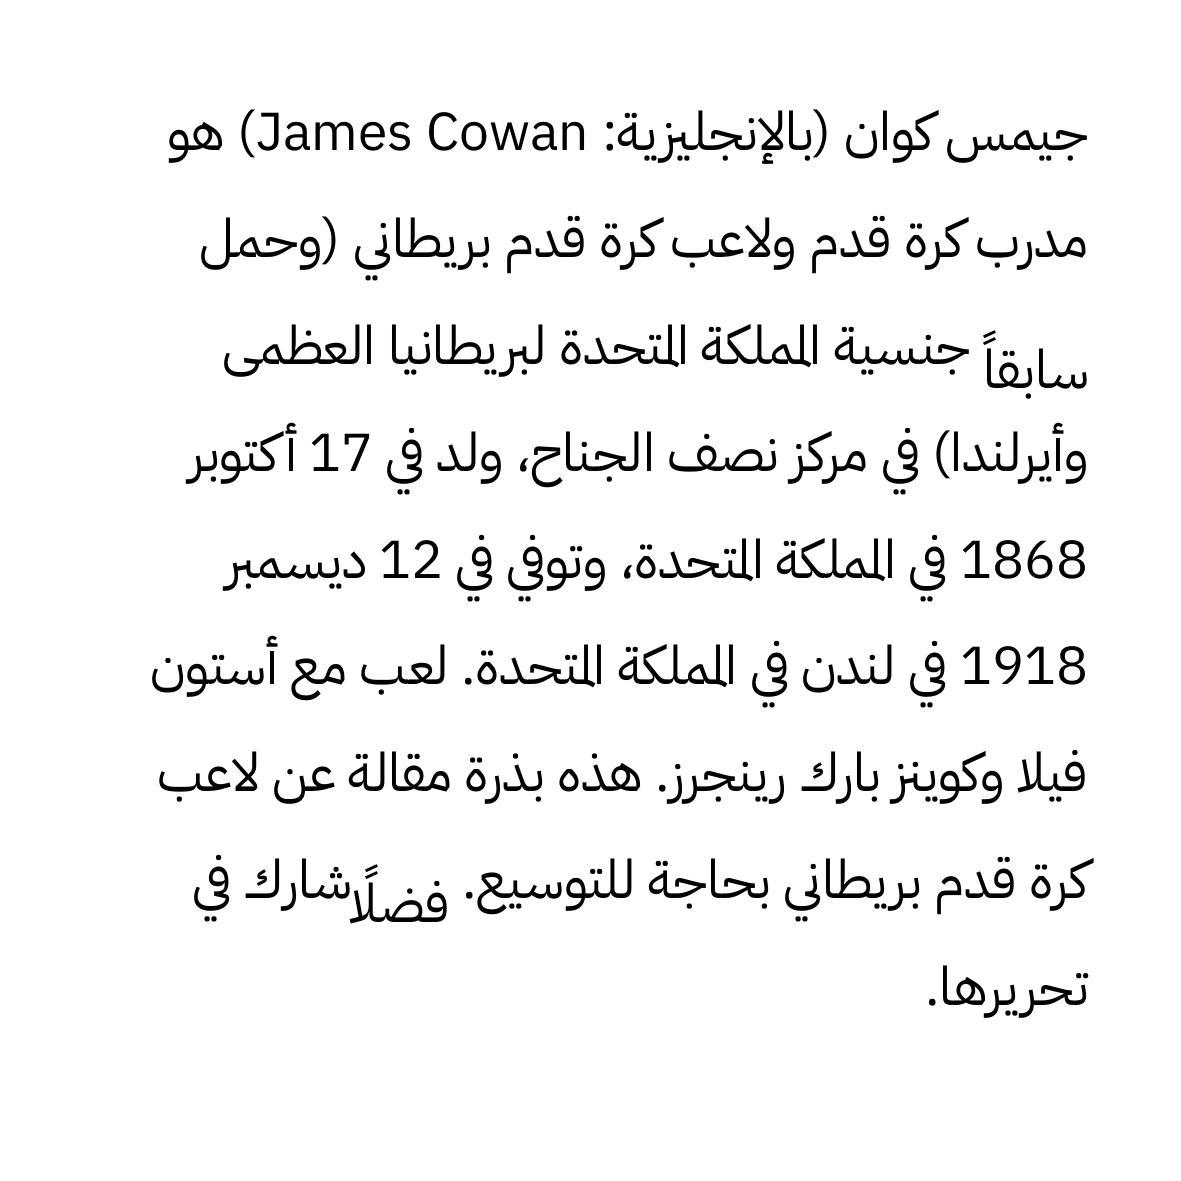 جيمس كوان (بالإنجليزية: James Cowan) هو
مدرب كرة قدم ولاعب كرة قدم بريطاني (وحمل
سابقاً جنسية المملكة المتحدة لبريطانيا العظمى
وأيرلندا) في مركز نصف الجناح، ولد في 17 أكتوبر
1868 في المملكة المتحدة، وتوفي في 12 ديسمبر
1918 في لندن في المملكة المتحدة. لعب مع أستون
فيلا وكوينز بارك رينجرز. هذه بذرة مقالة عن لاعب
كرة قدم بريطاني بحاجة للتوسيع. فضلًا شارك في
تحريرها.